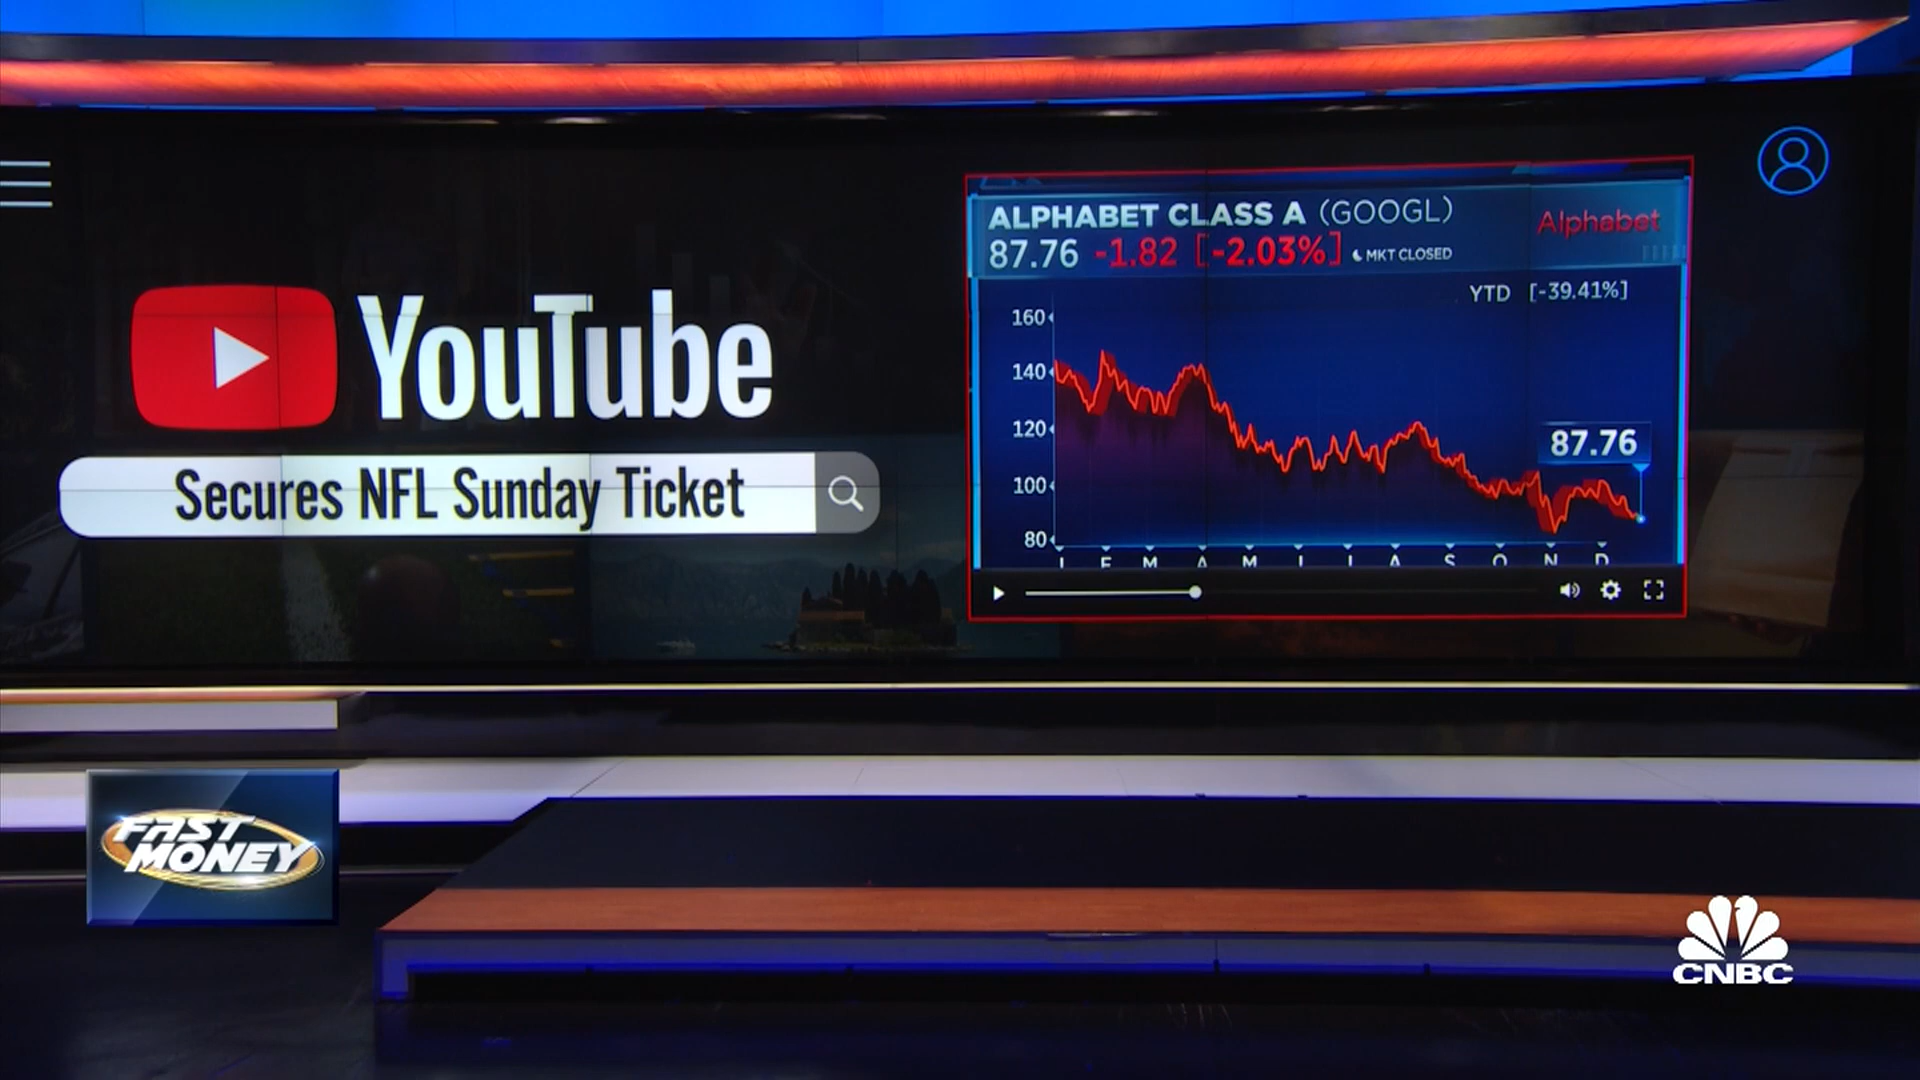 YouTube
Secures NFL Sunday Ticket
ALPHABET CLASS A (GOOGL)
Alphabet
87.76 -1.82 [-2.03%] MKT CLOSED
YTD [-39.41%]
160
140
120
100
80
87.76
J F M A M J J A S O N D
FAST
MONEY
CNBC